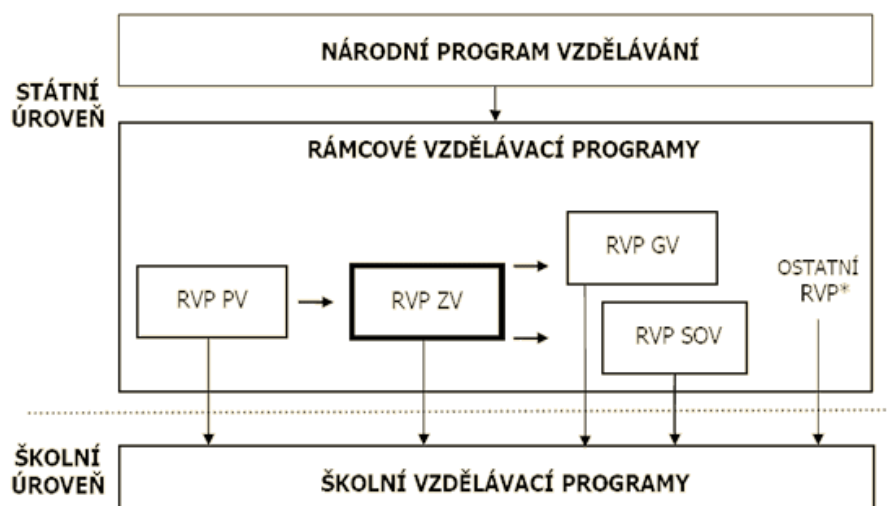 NÁRODNÍ PROGRAM VZDĚLÁVÁNÍ
STÁTNÍ
ÚROVEŇ
RÁMCOVÉ VZDĚLÁVACÍ PROGRAMY
RVP PV
RVP ZV
RVP GV
RVP SOV
OSTATNÍ
RVP*
ŠKOLNÍ
ÚROVEŇ
ŠKOLNÍ VZDĚLÁVACÍ PROGRAMY